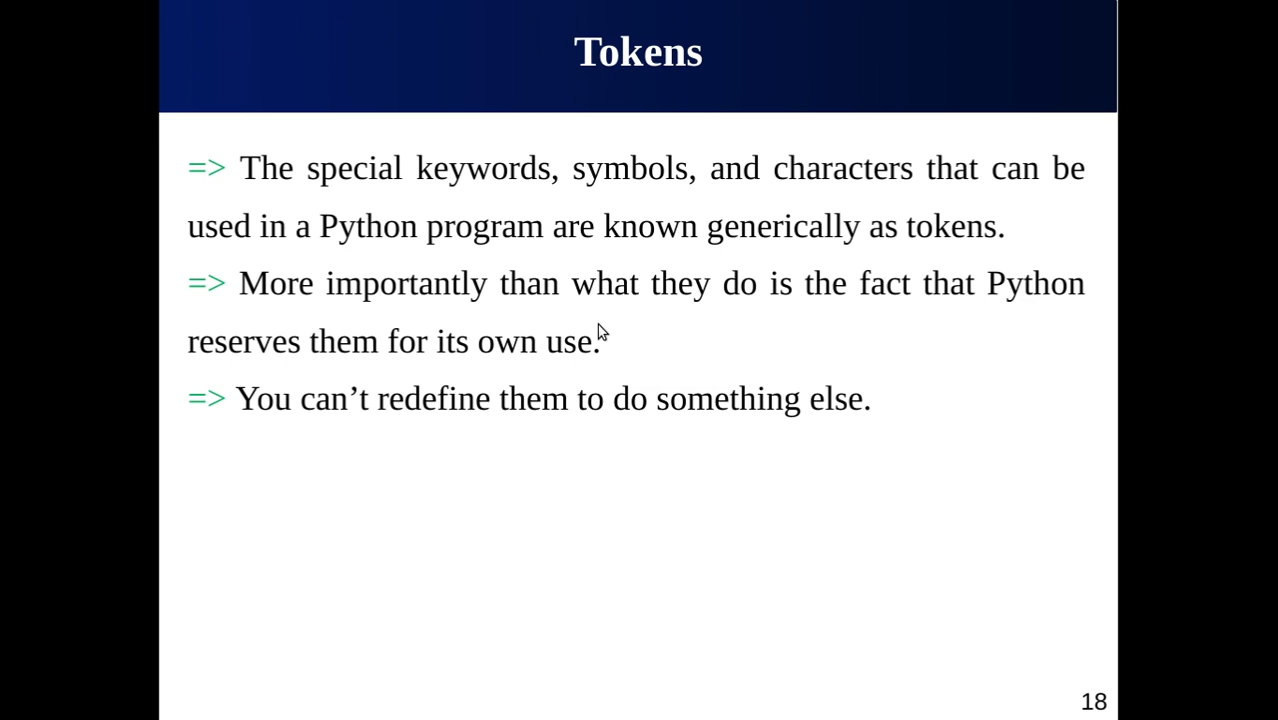 Tokens
=> The special keywords, symbols, and characters that can be
used in a Python program are known generically as tokens.
=> More importantly than what they do is the fact that Python
reserves them for its own use.
=> You can’t redefine them to do something else.
18